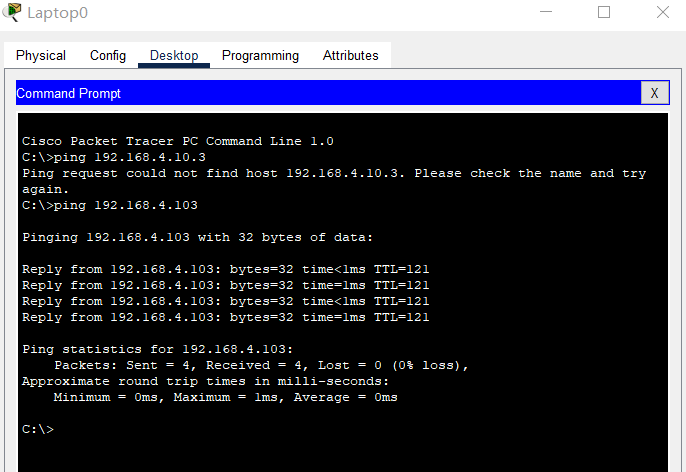 Laptop0
Physical Config Desktop Programming Attributes
Command Prompt X
Cisco Packet Tracer PC Command Line 1.0
C:\>ping 192.168.4.10.3
Ping request could not find host 192.168.4.10.3. Please check the name and try
again.
C:\>ping 192.168.4.103
Pinging 192.168.4.103 with 32 bytes of data:
Reply from 192.168.4.103: bytes=32 time<1ms TTL=121
Reply from 192.168.4.103: bytes=32 time=1ms TTL=121
Reply from 192.168.4.103: bytes=32 time<1ms TTL=121
Reply from 192.168.4.103: bytes=32 time=1ms TTL=121
Ping statistics for 192.168.4.103:
Packets: Sent = 4, Received = 4, Lost = 0 (0% loss),
Approximate round trip times in milli-seconds:
Minimum = 0ms, Maximum = 1ms, Average = 0ms
C:\>